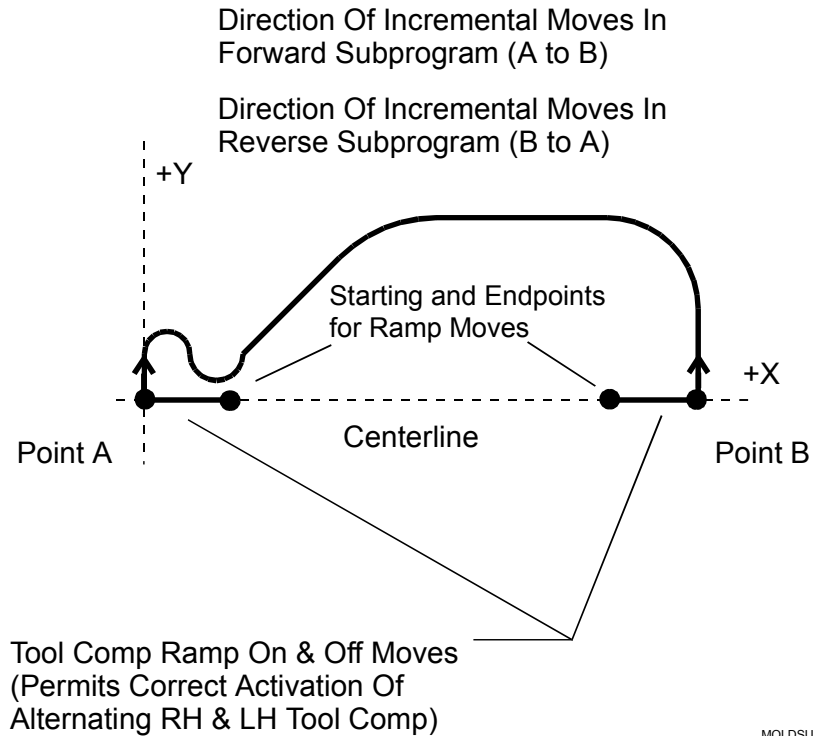 Direction Of Incremental Moves In
Forward Subprogram (A to B)
Direction Of Incremental Moves In
Reverse Subprogram (B to A)
+Y
Starting and Endpoints
for Ramp Moves
+X
Centerline
Point A
Point B
Tool Comp Ramp On & Off Moves
(Permits Correct Activation Of
Alternating RH & LH Tool Comp)
MOLDSU